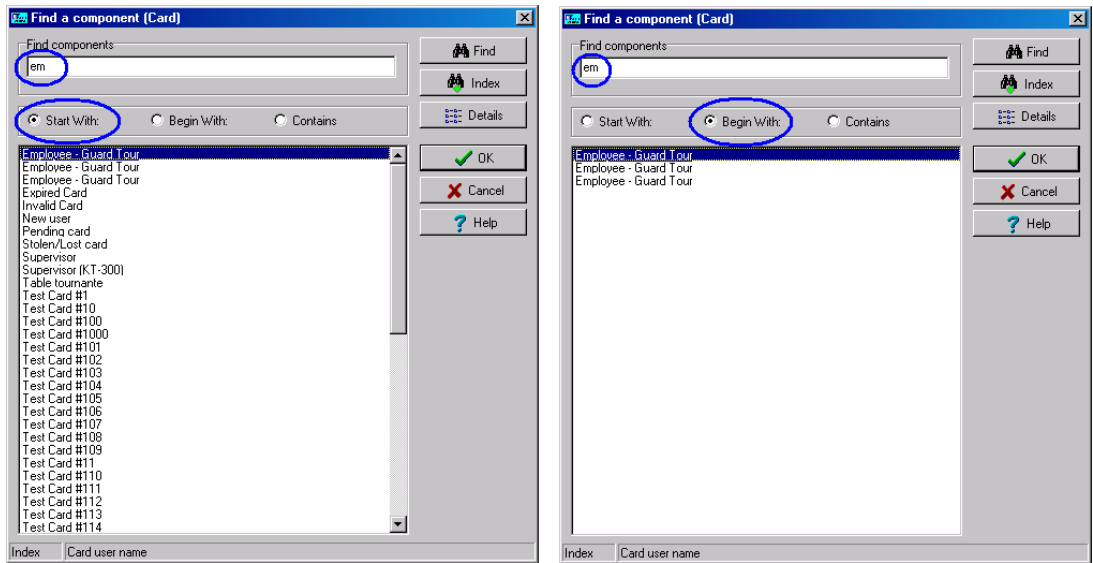 Find a component (Card)
Find components
em
Find
Index
Start With: Begin With: Contains
Details
Employee - Guard Tour
Employee - Guard Tour
Employee - Guard Tour
Expired Card
Invalid Card
New user
Pending card
Stolen/Lost card
Supervisor
Supervisor (KT-300)
Table tournante
Test Card #1
Test Card #10
Test Card #100
Test Card #1000
Test Card #101
Test Card #102
Test Card #103
Test Card #104
Test Card #105
Test Card #106
Test Card #107
Test Card #108
Test Card #109
Test Card #11
Test Card #110
Test Card #111
Test Card #112
Test Card #113
Test Card #114
OK
Cancel
Help
Index Card user name
Find a component (Card)
Find components
em
Find
Index
Start With: Begin With: Contains
Details
Employee - Guard Tour
Employee - Guard Tour
Employee - Guard Tour
OK
Cancel
Help
Index Card user name